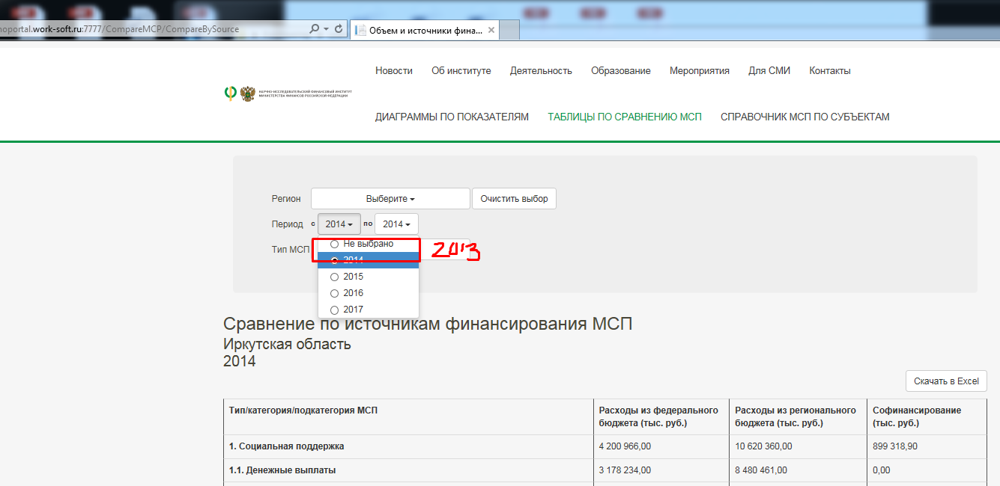 noportal.work-soft.ru:7777/CompareMCP/CompareBySource
Объем и источники фина...
Новости Об институте Деятельность Образование Мероприятия Для СМИ Контакты
НАУЧНО-ИССЛЕДОВАТЕЛЬСКИЙ ФИНАНСОВЫЙ ИНСТИТУТ
МИНИСТЕРСТВА ФИНАНСОВ РОССИЙСКОЙ ФЕДЕРАЦИИ
ДИАГРАММЫ ПО ПОКАЗАТЕЛЯМ ТАБЛИЦЫ ПО СРАВНЕНИЮ МСП СПРАВОЧНИК МСП ПО СУБЪЕКТАМ
Регион Выберите Очистить выбор
Период с 2014 по 2014
Тип МСП
Не выбрано
2013
2014
2015
2016
2017
Сравнение по источникам финансирования МСП
Иркутская область
2014
Скачать в Excel
Тип/категория/подкатегория МСП Расходы из федерального бюджета (тыс. руб.) Расходы из регионального бюджета (тыс. руб.) Софинансирование (тыс. руб.)
1. Социальная поддержка 4 200 966,00 10 620 360,00 899 318,90
1.1. Денежные выплаты 3 178 234,00 8 480 461,00 0,00